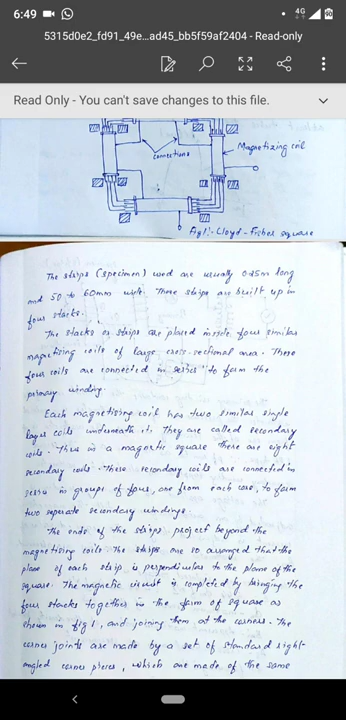 6:49
4G
5315d0e2_fd91_49e...ad45_bb5f59af2404 - Read-only
Read Only - You can't save changes to this file.
connections
Magnetizing coil
Fig1:- Lloyd - Fisher square
The strips (specimen) used are usually 0.25m long
and 50 to 60mm wide. These strips are built up in
four stacks.
The stacks or strips are placed inside four similar
magnetizing coils of large cross-sectional area. These
four coils are connected in series to form the
primary winding.
Each magnetising coil has two similar single
layer coils underneath it. They are called secondary
coils. Thus in a magnetic square there are eight
secondary coils. These secondary coils are connected in
series in groups of four, one from each core, to form
two seperate secondary windings.
The ends of the strips project beyond the
magnetising coils. The strips are so arranged that the
plane of each strip is perpendicular to the plane of the
square. The magnetic circuit is completed by bringing the
four stacks together in the form of square as
shown in fig 1, and joining them at the corners. The
corner joints are made by a set of standard right-
angled corner pieces, which are made of the same